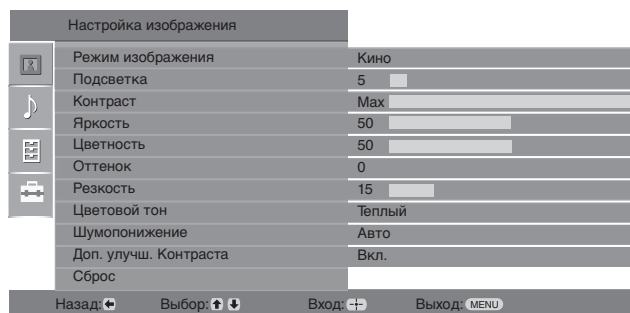 Настройка изображения
Режим изображения Кино
Подсветка 5
Контраст Max
Яркость 50
Цветность 50
Оттенок 0
Резкость 15
Цветовой тон Теплый
Шумопонижение Авто
Доп. улучш. Контраста Вкл.
Сброс
Назад: Выбор: Вход: Выход: MENU